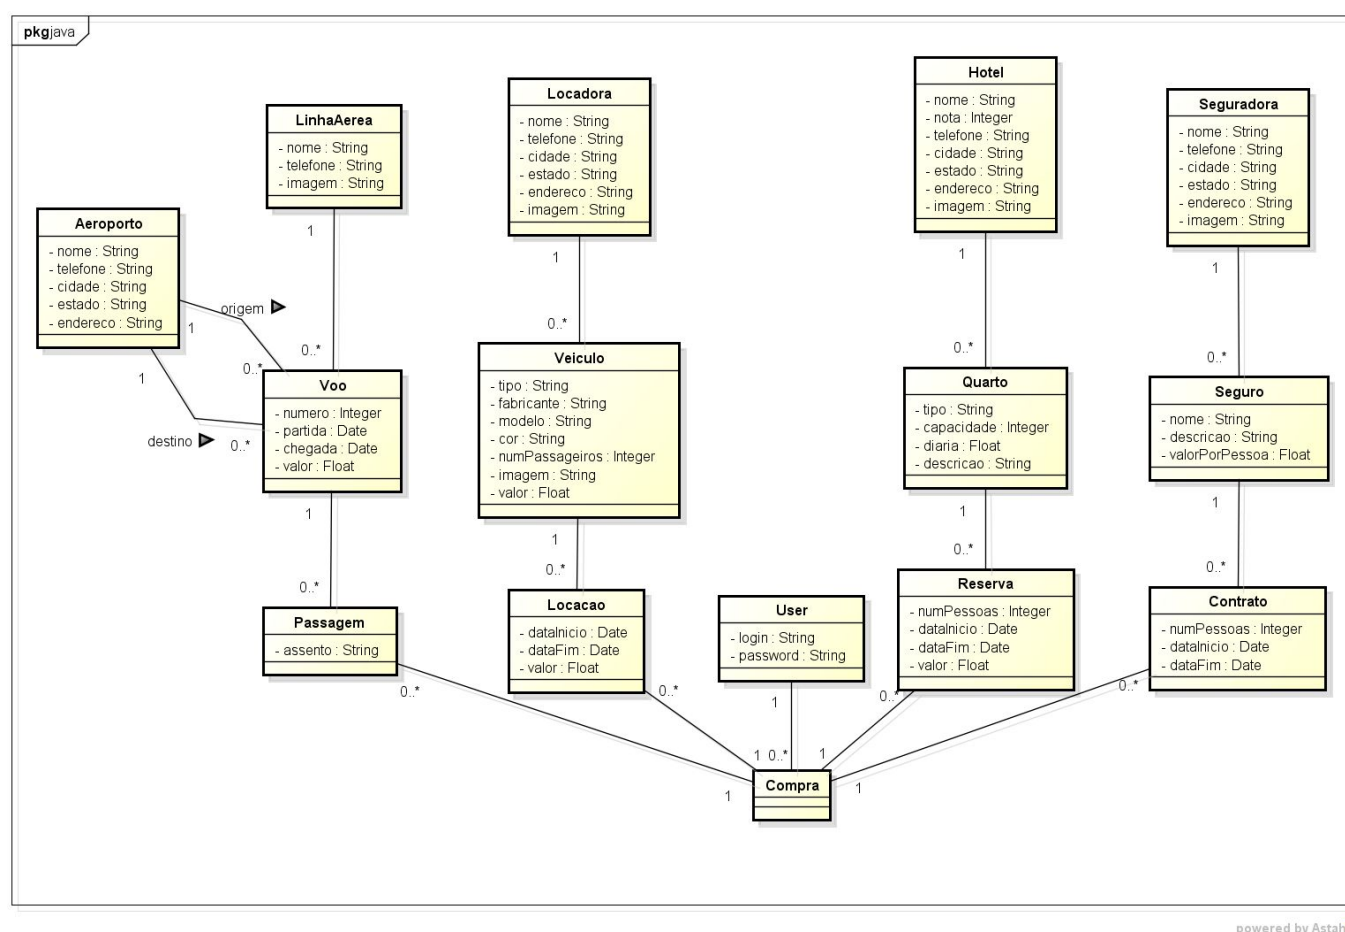 pkg java
LinhaAerea
- nome : String
- telefone : String
- imagem : String
1
0..*
Aeroporto
- nome : String
- telefone : String
- cidade : String
- estado : String
- endereco : String
origem
1
0..*
1
destino
0..*
Voo
- numero : Integer
- partida : Date
- chegada : Date
- valor : Float
1
0..*
Passagem
- assento : String
0..*
Locadora
- nome : String
- telefone : String
- cidade : String
- estado : String
- endereco : String
- imagem : String
1
0..*
Veiculo
- tipo : String
- fabricante : String
- modelo : String
- cor : String
- numPassageiros : Integer
- imagem : String
- valor : Float
1
0..*
Locacao
- dataInicio : Date
- dataFim : Date
- valor : Float
0..*
User
- login : String
- password : String
1
Hotel
- nome : String
- nota : Integer
- telefone : String
- cidade : String
- estado : String
- endereco : String
- imagem : String
1
0..*
Quarto
- tipo : String
- capacidade : Integer
- diaria : Float
- descricao : String
1
0..*
Reserva
- numPessoas : Integer
- dataInicio : Date
- dataFim : Date
- valor : Float
0..*
Seguradora
- nome : String
- telefone : String
- cidade : String
- estado : String
- endereco : String
- imagem : String
1
0..*
Seguro
- nome : String
- descricao : String
- valorPorPessoa : Float
1
0..*
Contrato
- numPessoas : Integer
- dataInicio : Date
- dataFim : Date
0..*
1 0..* 1
Compra
1
1
powered by Astah